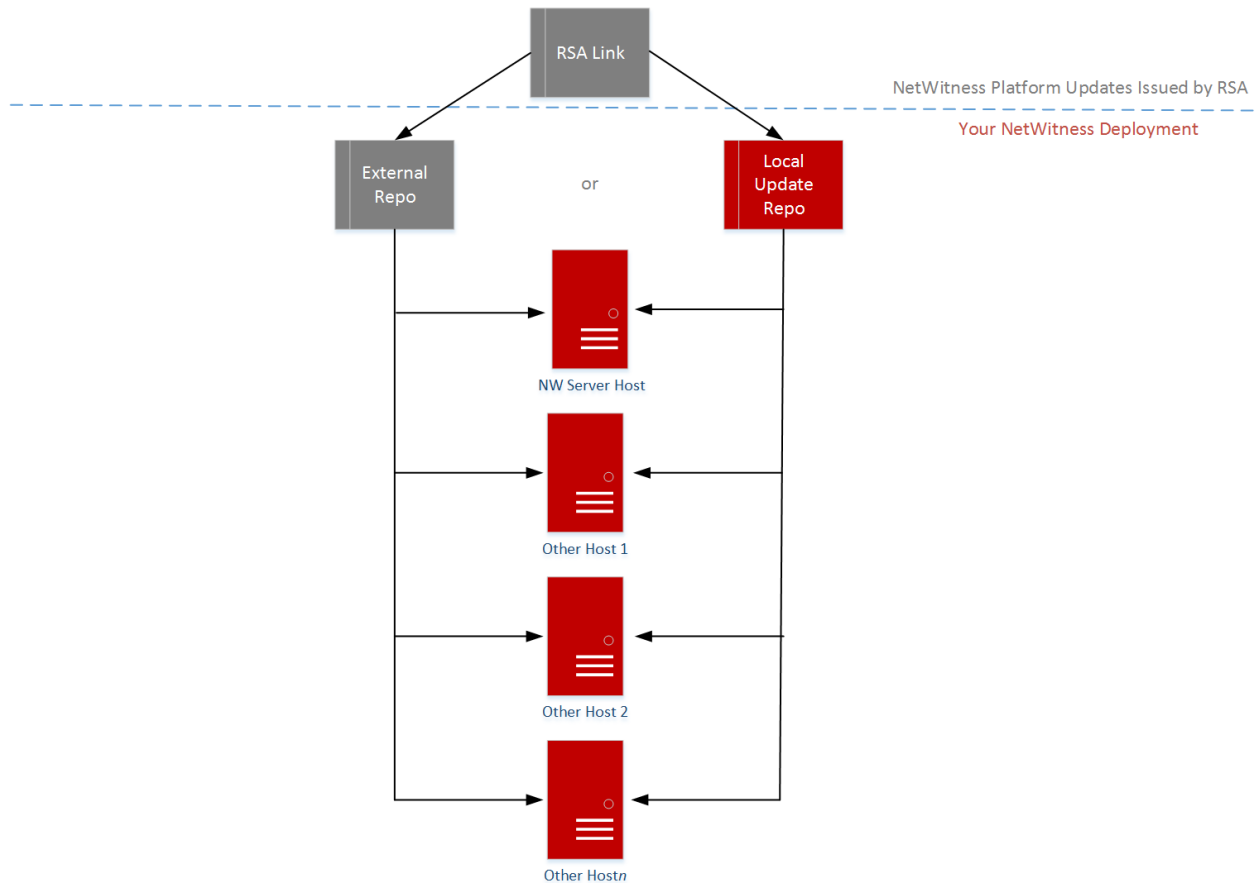 RSA Link
NetWitness Platform Updates Issued by RSA
Your NetWitness Deployment
External
Repo
or
Local
Update
Repo
NW Server Host
Other Host 1
Other Host 2
Other Hostn